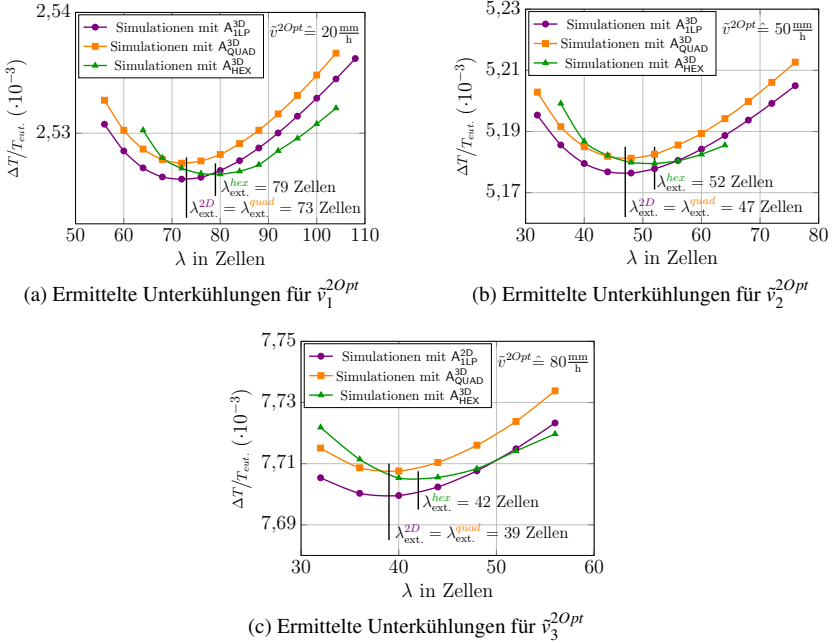 2,54
2,53
ΔT/T_eut. (·10⁻³)
Simulationen mit A^3D_1LP
Simulationen mit A^3D_QUAD
Simulationen mit A^3D_HEX
ṽ^2Opt ≙ 20 mm/h
λ^hex_ext. = 79 Zellen
λ^2D_ext. = λ^quad_ext. = 73 Zellen
50 60 70 80 90 100 110
λ in Zellen
(a) Ermittelte Unterkühlungen für ṽ_1^2Opt
5,23
5,21
5,19
5,17
ΔT/T_eut. (·10⁻³)
Simulationen mit A^3D_1LP
Simulationen mit A^3D_QUAD
Simulationen mit A^3D_HEX
ṽ^2Opt ≙ 50 mm/h
λ^hex_ext. = 52 Zellen
λ^2D_ext. = λ^quad_ext. = 47 Zellen
30 40 50 60 70 80
λ in Zellen
(b) Ermittelte Unterkühlungen für ṽ_2^2Opt
7,75
7,73
7,71
7,69
ΔT/T_eut. (·10⁻³)
Simulationen mit A^2D_1LP
Simulationen mit A^3D_QUAD
Simulationen mit A^3D_HEX
ṽ^2Opt ≙ 80 mm/h
λ^hex_ext. = 42 Zellen
λ^2D_ext. = λ^quad_ext. = 39 Zellen
30 40 50 60
λ in Zellen
(c) Ermittelte Unterkühlungen für ṽ_3^2Opt